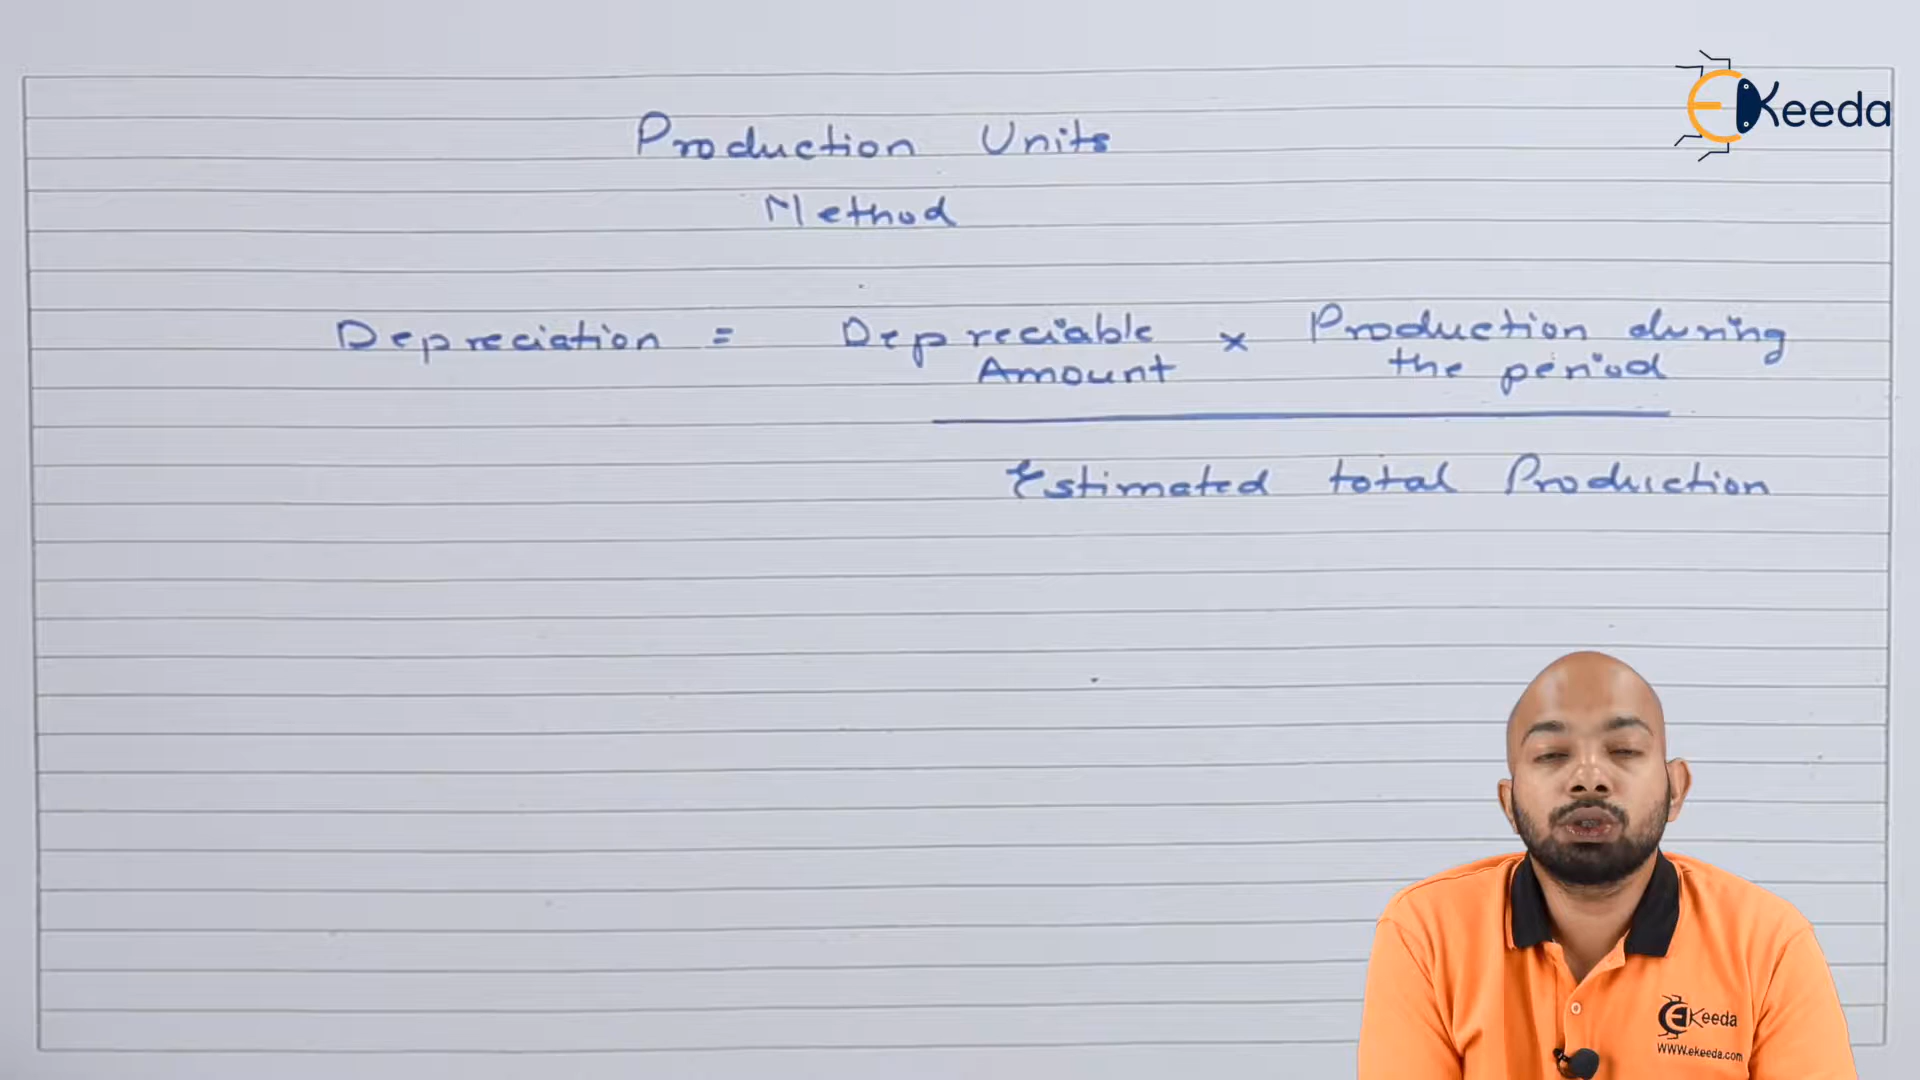 EKeeda
Production Units
Method
Depreciation = Depreciable Amount × Production during the period
Estimated total Production
EKeeda
WWW.ekeeda.com